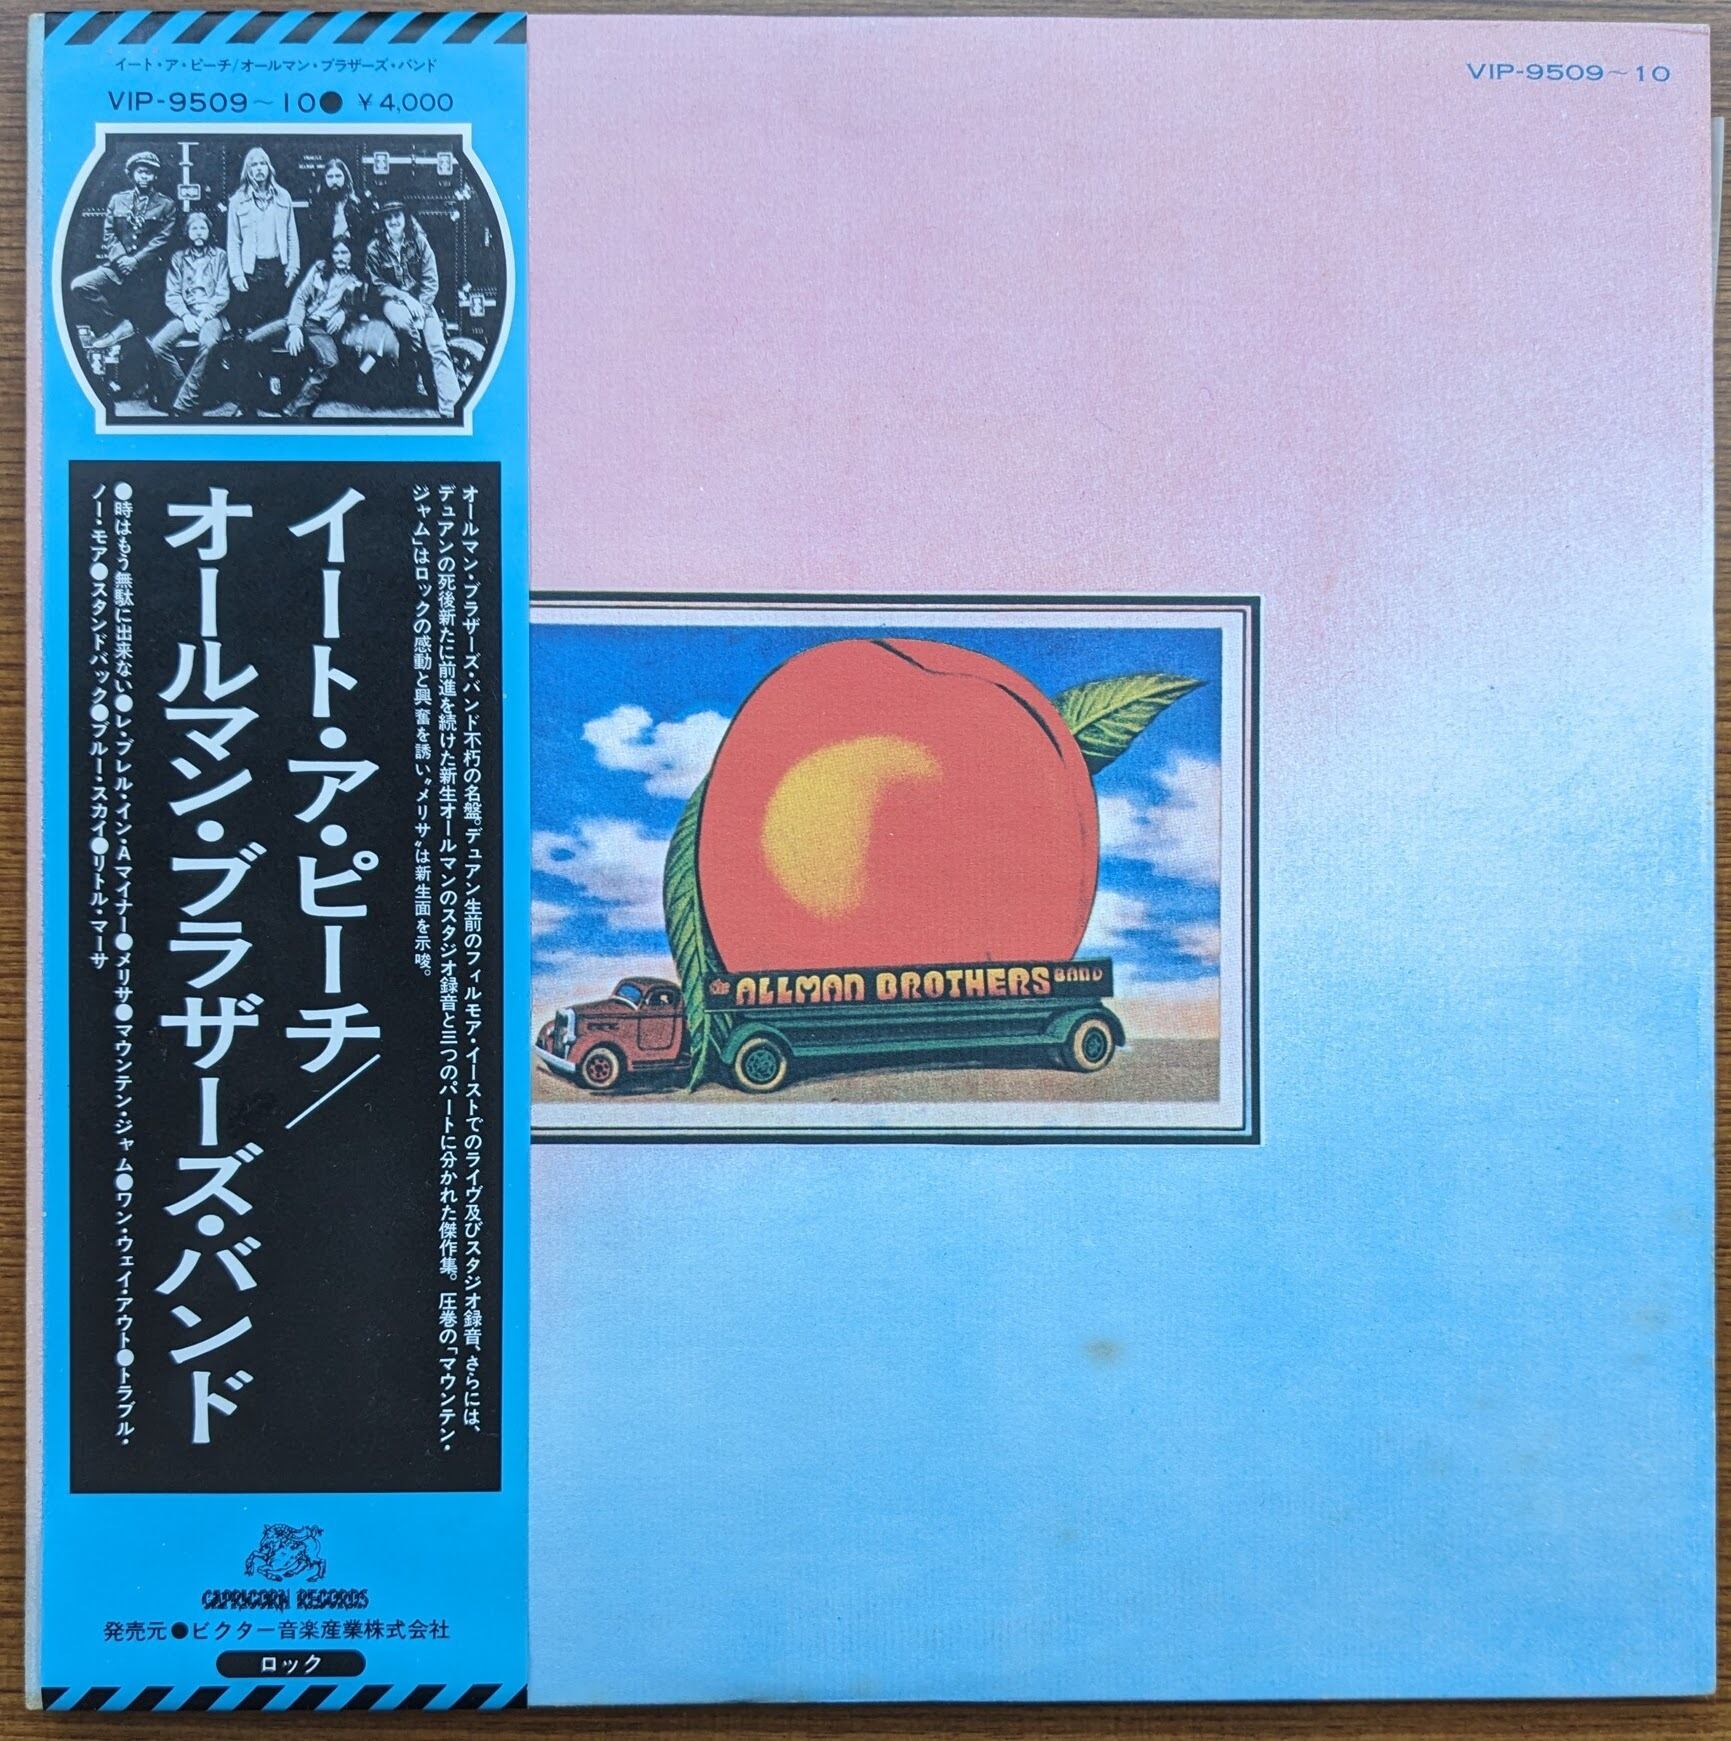 イート・ア・ピーチ/オールマン・ブラザーズ・バンド
VIP-9509~10● ¥4,000
VIP-9509~10
オールマン・ブラザーズ・バンド不朽の名盤。デュアン生前のフィルモア・イーストでのライヴ及びスタジオ録音、さらには、
デュアンの死後新たに前進を続けた新生オールマンのスタジオ録音と三つのパートに分かれた傑作集。圧巻の「マウンテン・
ジャム」はロックの感動と興奮を誘い〝メリサ〟は新生面を示唆。
イート・ア・ピーチ/
オールマン・ブラザーズ・バンド
●時はもう無駄に出来ない●レ・ブレル・イン・Aマイナー●メリサ●マウンテン・ジャム●ワン・ウェイ・アウト●トラブル・
ノー・モア●スタンドバック●ブルー・スカイ●リトル・マーサ
the ALLMAN BROTHERS BAND
CAPRICORN RECORDS
発売元●ビクター音楽産業株式会社
ロック